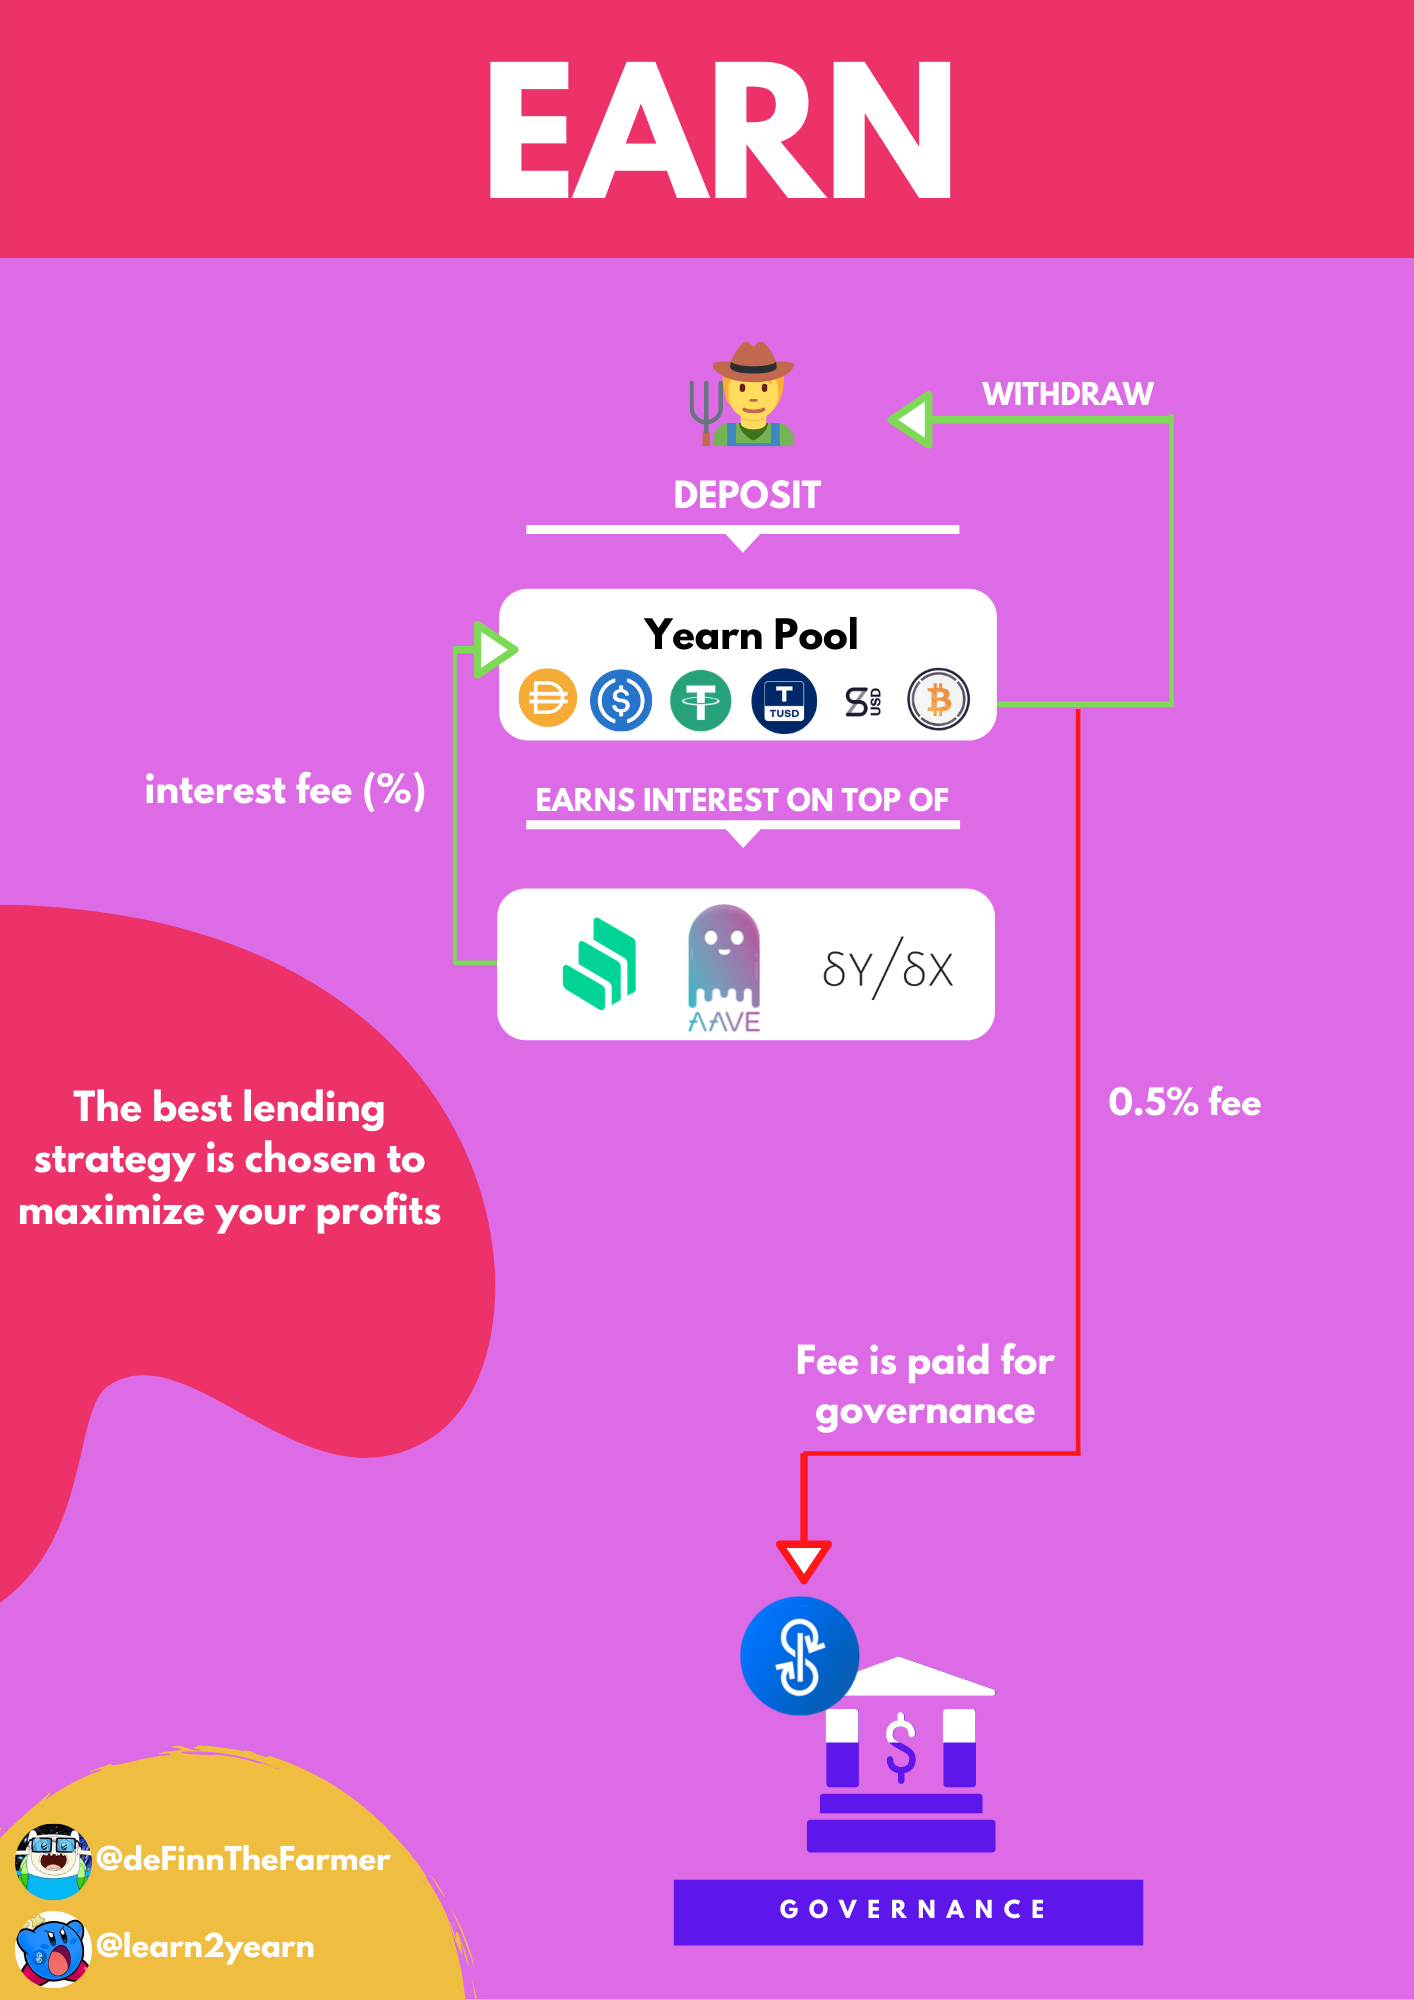 EARN
WITHDRAW
DEPOSIT
Yearn Pool
T
TUSD
S USD
interest fee (%)
EARNS INTEREST ON TOP OF
AAVE
δY/δX
The best lending
strategy is chosen to
maximize your profits
0.5% fee
Fee is paid for
governance
@deFinnTheFarmer
@learn2yearn
GOVERNANCE